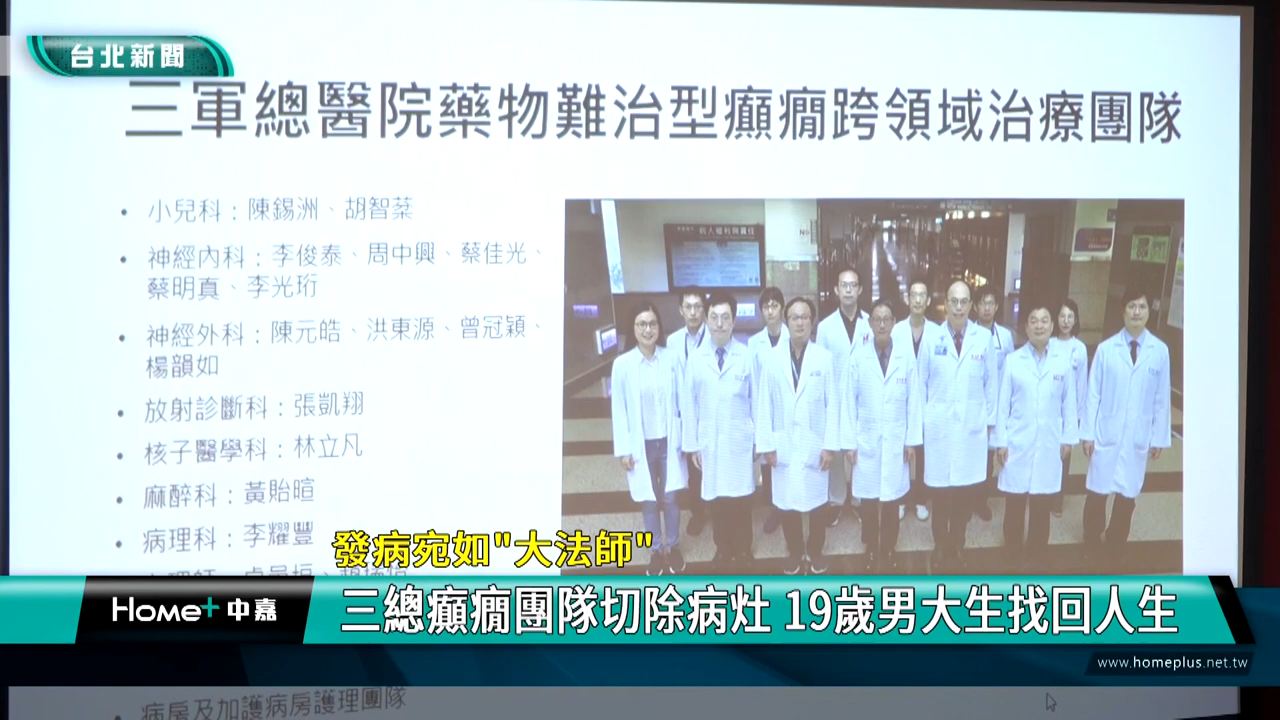 台北新聞
三軍總醫院藥物難治型癲癇跨領域治療團隊
• 小兒科：陳錫洲、胡智棻
• 神經內科：李俊泰、周中興、蔡佳光、
蔡明真、李光珩
• 神經外科：陳元皓、洪東源、曾冠穎、
楊韻如
• 放射診斷科：張凱翔
• 核子醫學科：林立凡
• 麻醉科：黃貽暄
• 病理科：李耀豐
發病宛如"大法師"
Home+中嘉
三總癲癇團隊切除病灶 19歲男大生找回人生
www.homeplus.net.tw
• 病房及加護病房護理團隊